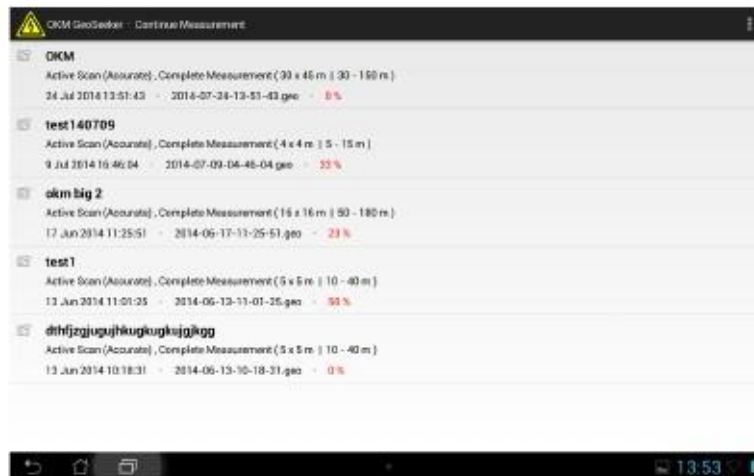 OKM GeoSeeker - Continue Measurement
OKM
Active Scan (Accurate) , Complete Measurement ( 30 x 45 m | 30 - 150 m )
24 Jul 2014 13:51:43 - 2014-07-24-13-51-43.geo - 0 %
test140709
Active Scan (Accurate) , Complete Measurement ( 4 x 4 m | 5 - 15 m )
9 Jul 2014 16:46:04 - 2014-07-09-04-46-04.geo - 33 %
okm big 2
Active Scan (Accurate) , Complete Measurement ( 16 x 16 m | 50 - 180 m )
17 Jun 2014 11:25:51 - 2014-06-17-11-25-51.geo - 23 %
test1
Active Scan (Accurate) , Complete Measurement ( 5 x 5 m | 10 - 40 m )
13 Jun 2014 11:01:25 - 2014-06-13-11-01-25.geo - 50 %
dthfjzgjugujhkugkugkujgjkgg
Active Scan (Accurate) , Complete Measurement ( 5 x 5 m | 10 - 40 m )
13 Jun 2014 10:18:31 - 2014-06-13-10-18-31.geo - 0 %
13:53